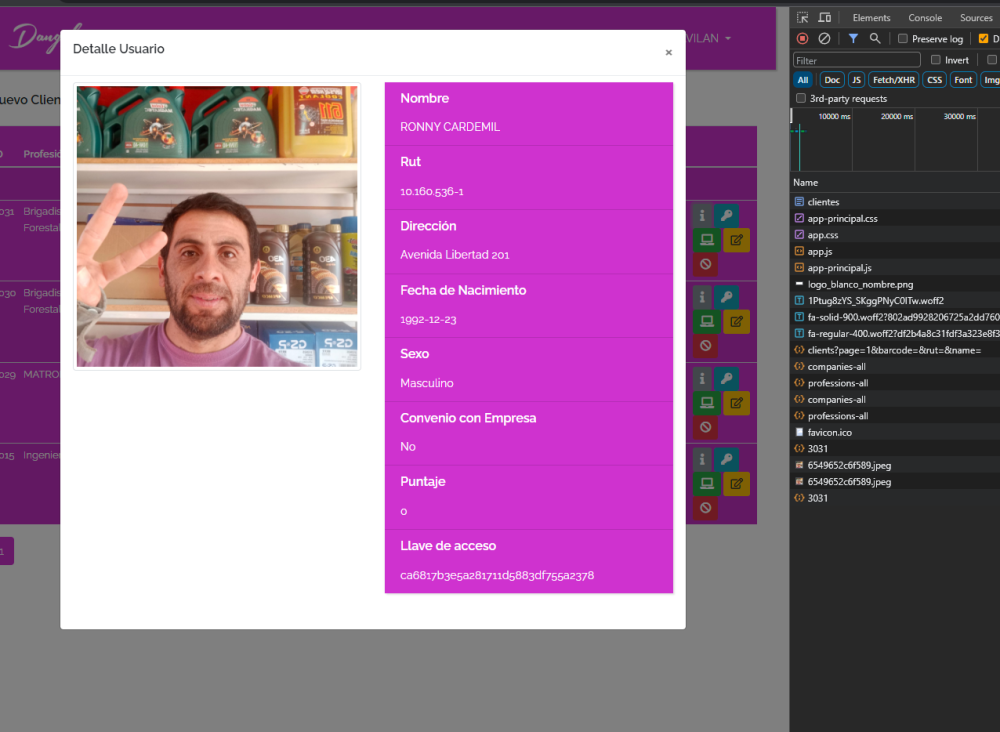 Detalle Usuario
×
VILAN
uevo Clien
Profesió
031 Brigadis
Forestal
030 Brigadis
Forestal
029 MATRO
015 Ingenier
1
Nombre
RONNY CARDEMIL
Rut
10.160.536-1
Dirección
Avenida Libertad 201
Fecha de Nacimiento
1992-12-23
Sexo
Masculino
Convenio con Empresa
No
Puntaje
0
Llave de acceso
ca6817b3e5a281711d5883df755a2378
Elements Console Sources
Preserve log D
Filter Invert
All Doc JS Fetch/XHR CSS Font Img
3rd-party requests
10000 ms 20000 ms 30000 ms
Name
clientes
app-principal.css
app.css
app.js
app-principal.js
logo_blanco_nombre.png
1Ptug8zYS_SKggPNyC0ITw.woff2
fa-solid-900.woff2?802ad9928206725a2dd760
fa-regular-400.woff2?df2b4a8c31fdf3a323e8f3
clients?page=1&barcode=&rut=&name=
companies-all
professions-all
companies-all
professions-all
favicon.ico
3031
6549652c6f589.jpeg
6549652c6f589.jpeg
3031